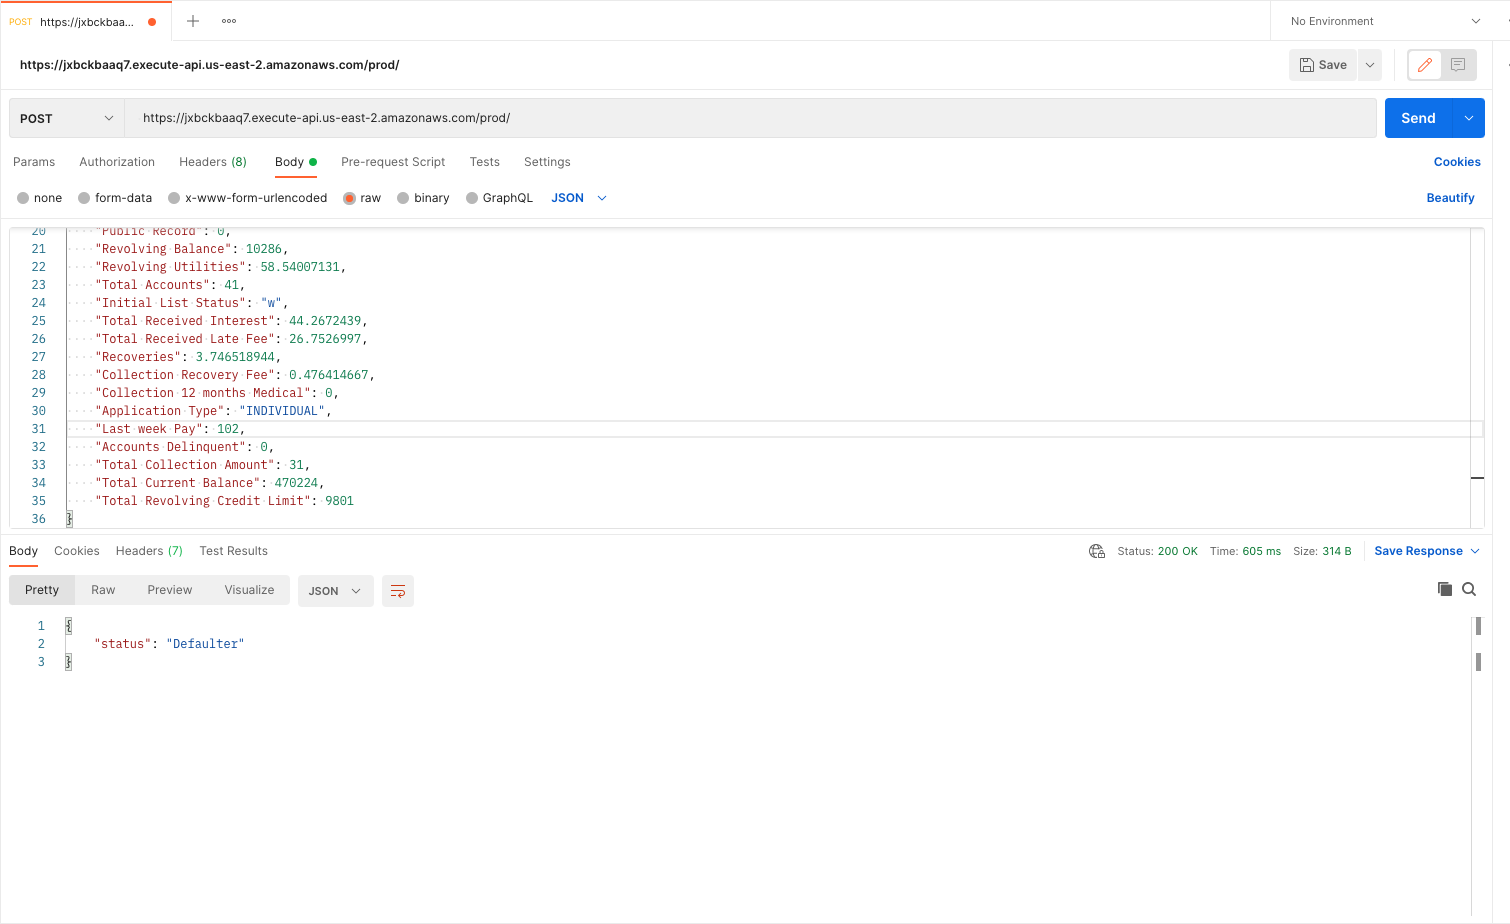 POST https://jxbckbaa...
No Environment
https://jxbckbaaq7.execute-api.us-east-2.amazonaws.com/prod/
Save
POST https://jxbckbaaq7.execute-api.us-east-2.amazonaws.com/prod/ Send
Params Authorization Headers (8) Body Pre-request Script Tests Settings Cookies
none form-data x-www-form-urlencoded raw binary GraphQL JSON Beautify
20 "Public Record": 0,
21 "Revolving Balance": 10286,
22 "Revolving Utilities": 58.54007131,
23 "Total Accounts": 41,
24 "Initial List Status": "w",
25 "Total Received Interest": 44.2672439,
26 "Total Received Late Fee": 26.7526997,
27 "Recoveries": 3.746518944,
28 "Collection Recovery Fee": 0.476414667,
29 "Collection 12 months Medical": 0,
30 "Application Type": "INDIVIDUAL",
31 "Last week Pay": 102,
32 "Accounts Delinquent": 0,
33 "Total Collection Amount": 31,
34 "Total Current Balance": 470224,
35 "Total Revolving Credit Limit": 9801
36 }
Body Cookies Headers (7) Test Results Status: 200 OK Time: 605 ms Size: 314 B Save Response
Pretty Raw Preview Visualize JSON
1 {
2 "status": "Defaulter"
3 }